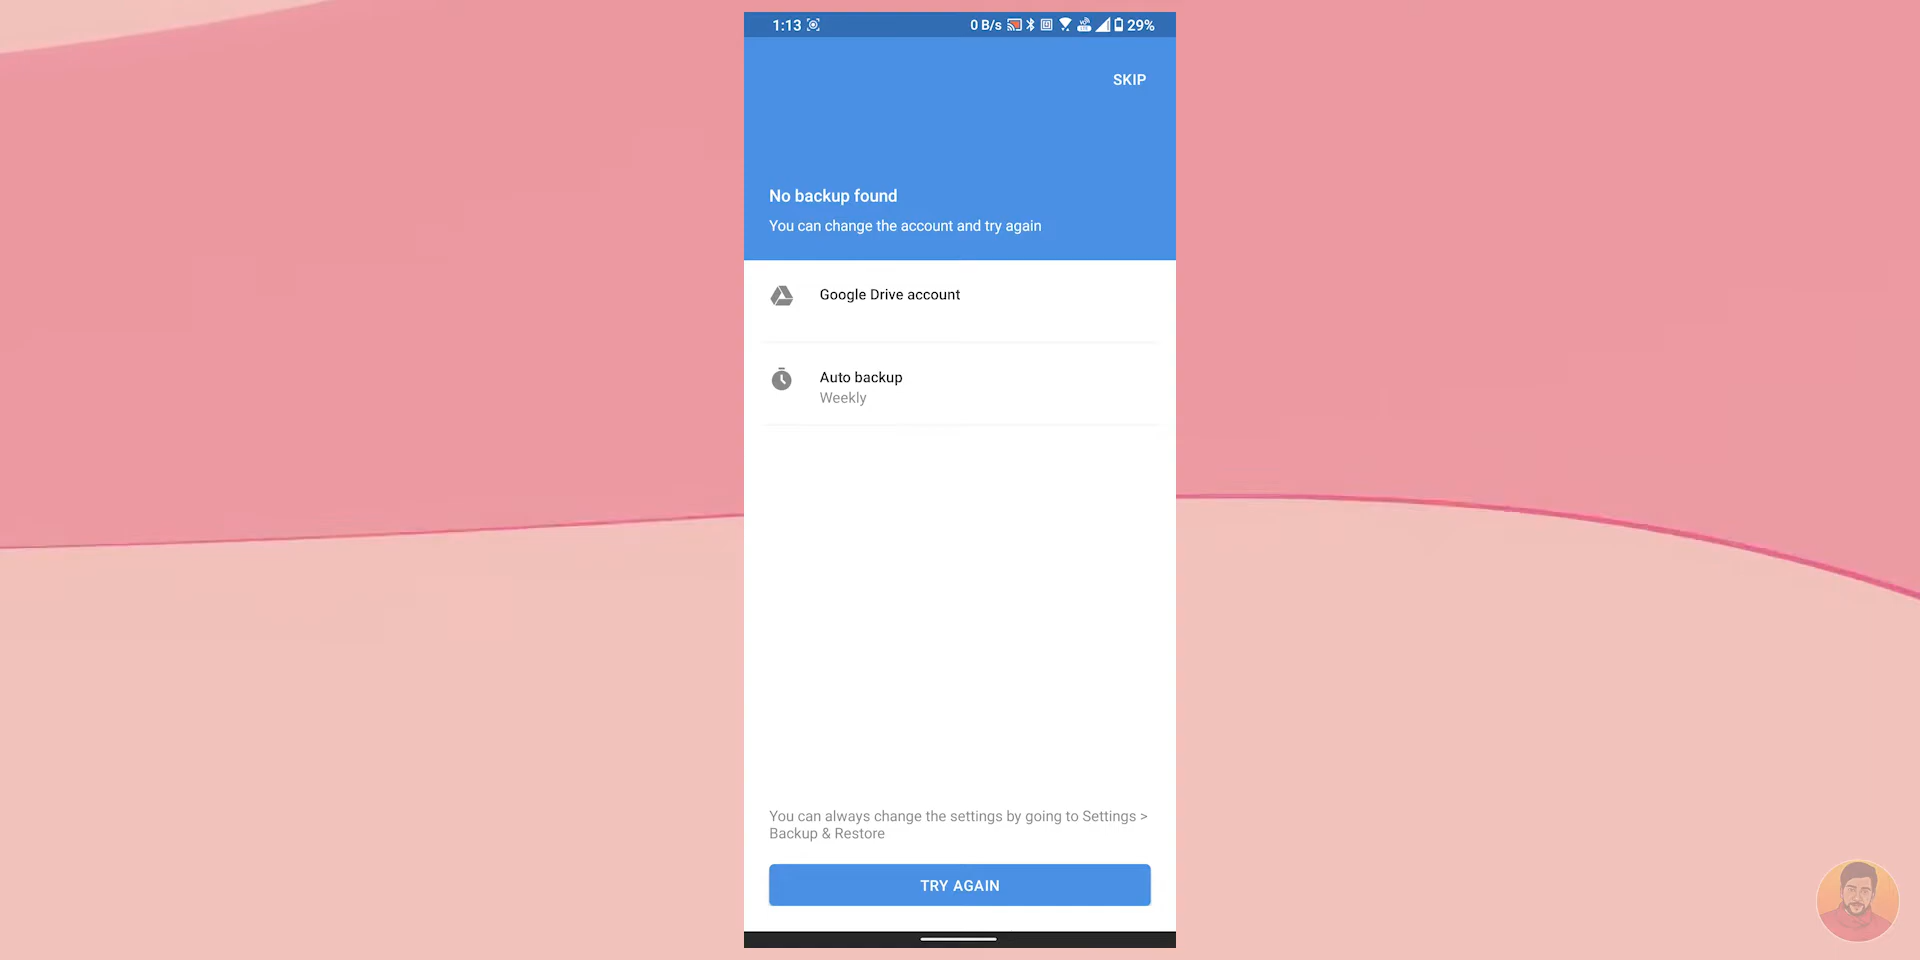 1:13 0 B/s 29%
SKIP
No backup found
You can change the account and try again
Google Drive account
Auto backup
Weekly
You can always change the settings by going to Settings >
Backup & Restore
TRY AGAIN